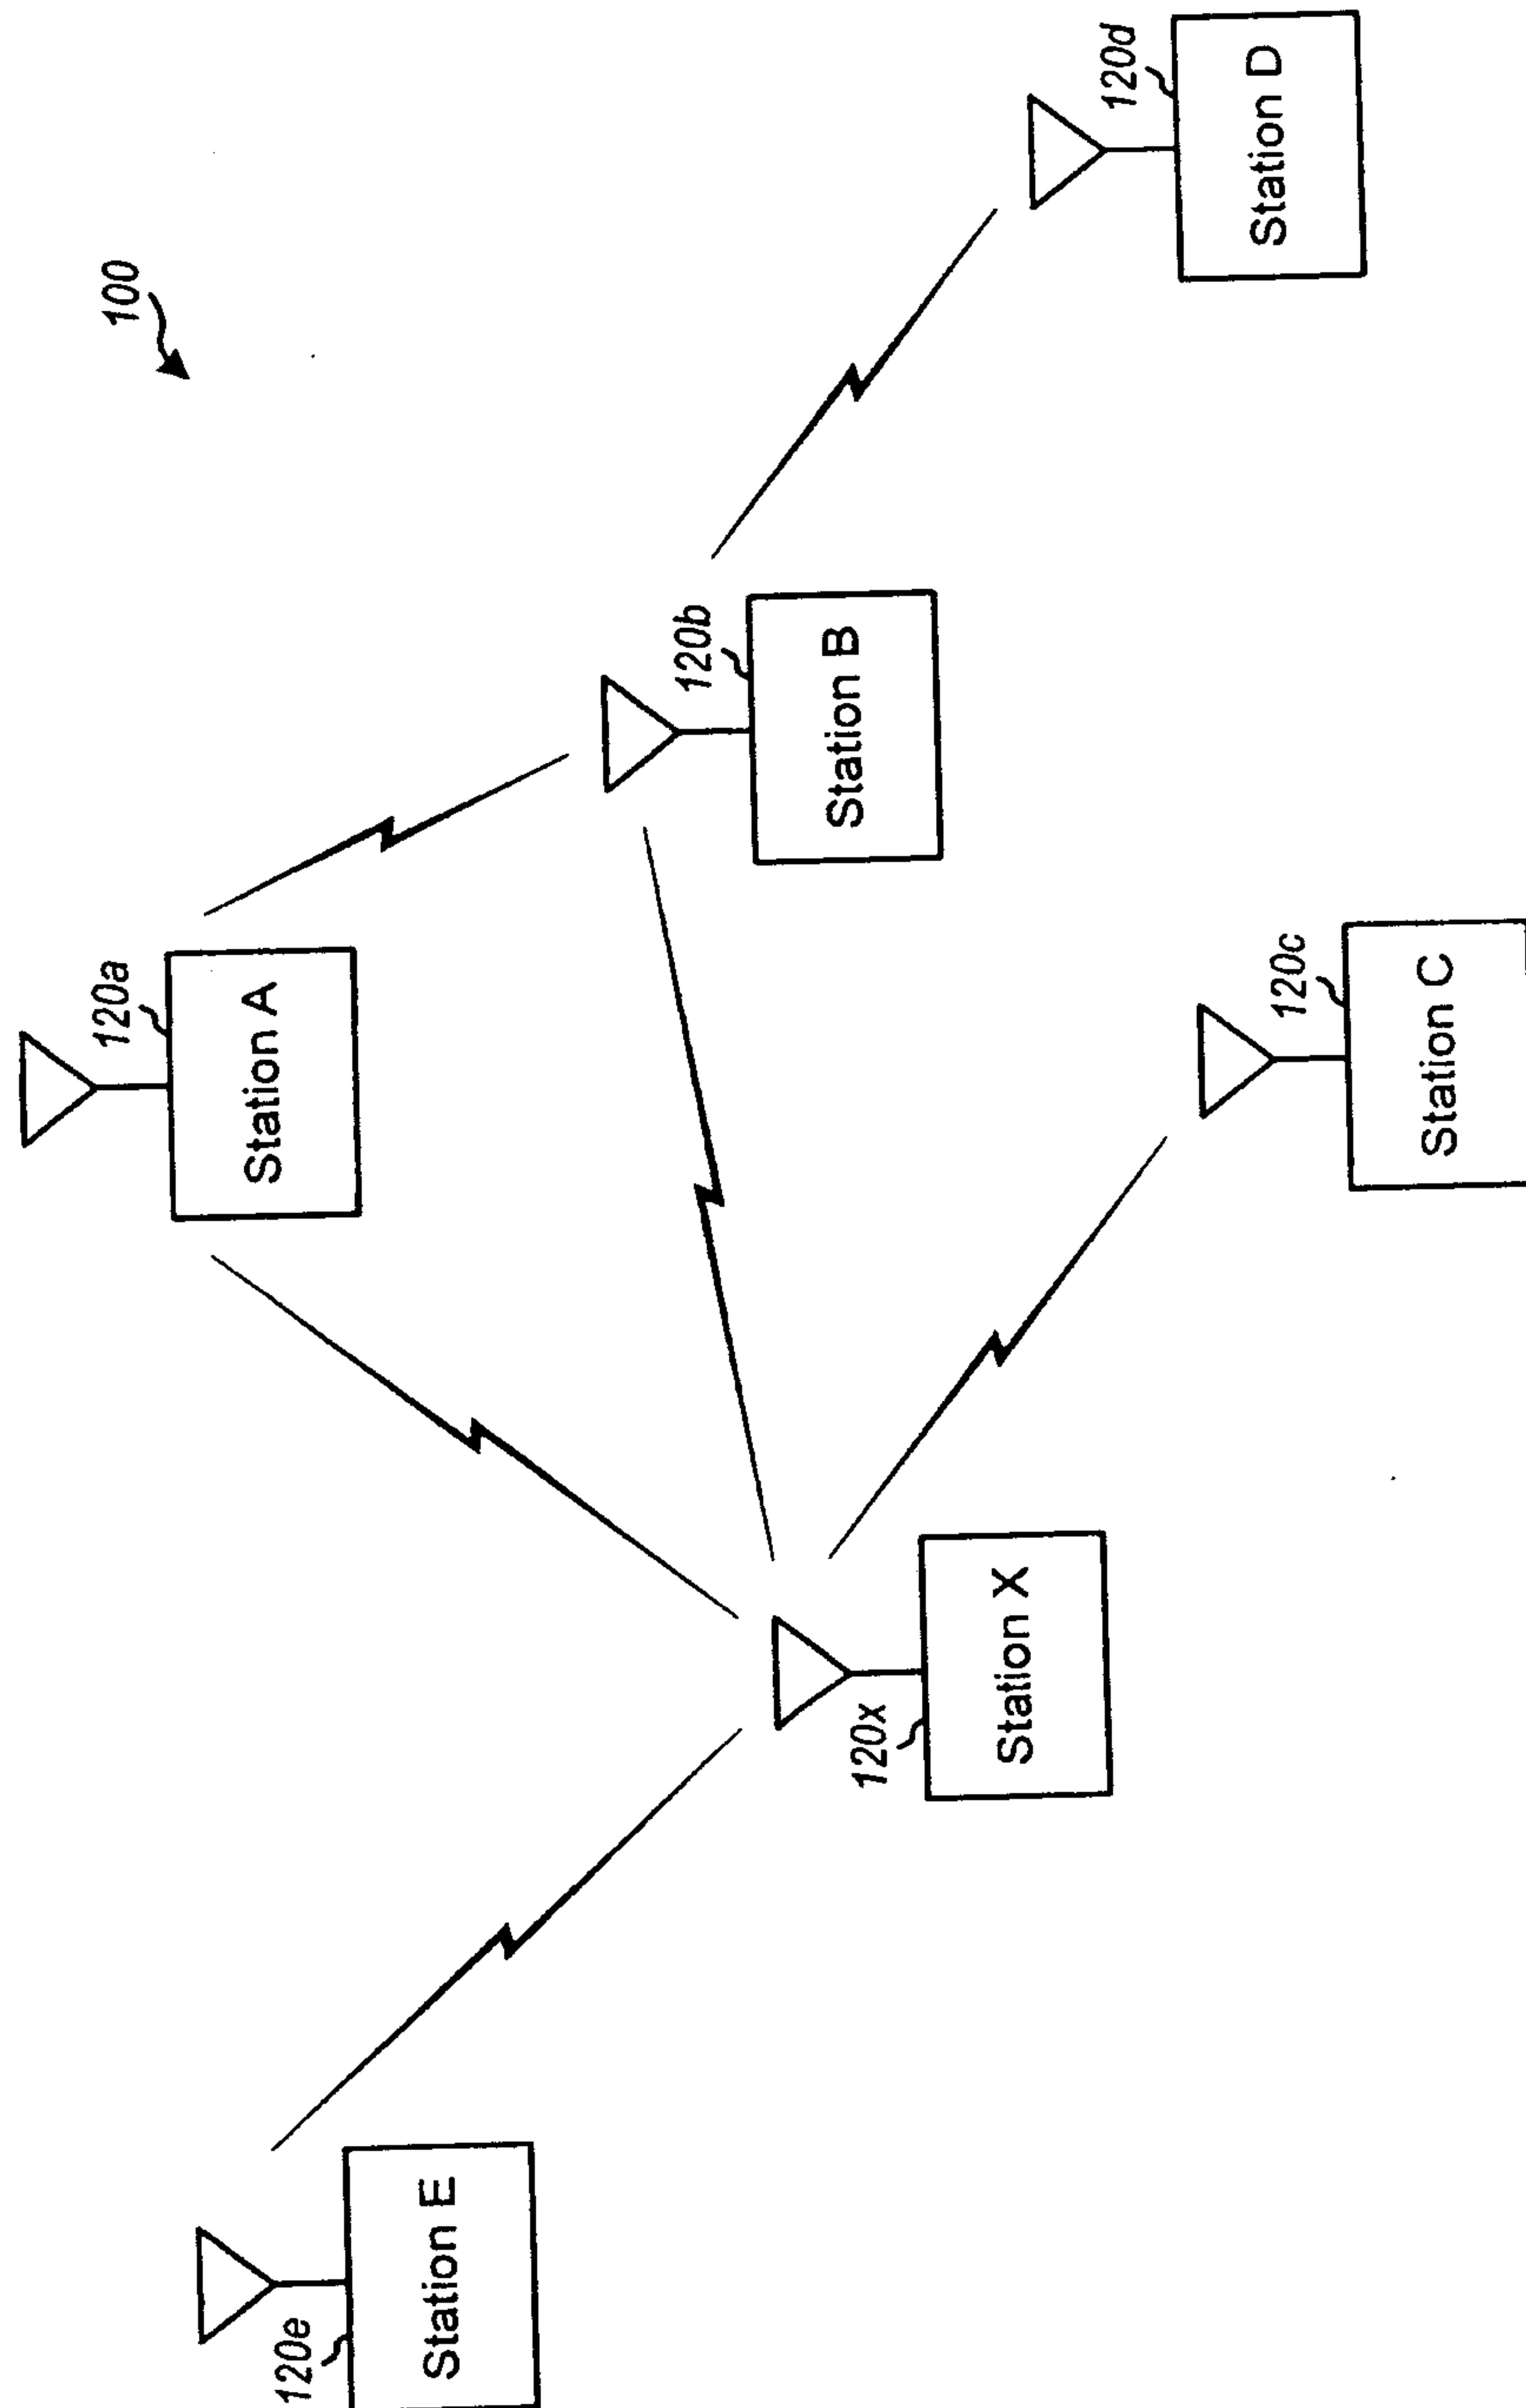 100
120a
Station A
120b
Station B
120d
Station D
120e
Station E
120x
Station X
120c
Station C